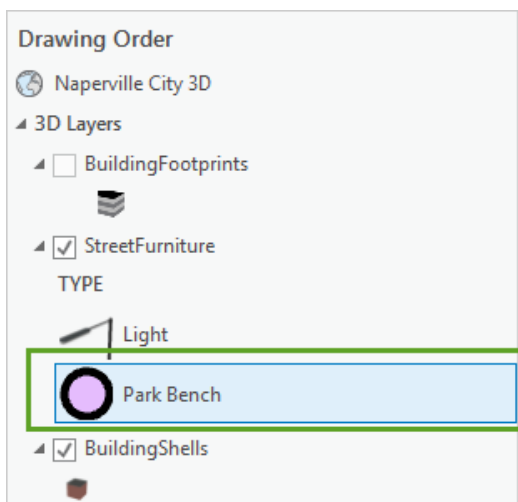 Drawing Order
Naperville City 3D
3D Layers
BuildingFootprints
StreetFurniture
TYPE
Light
Park Bench
BuildingShells